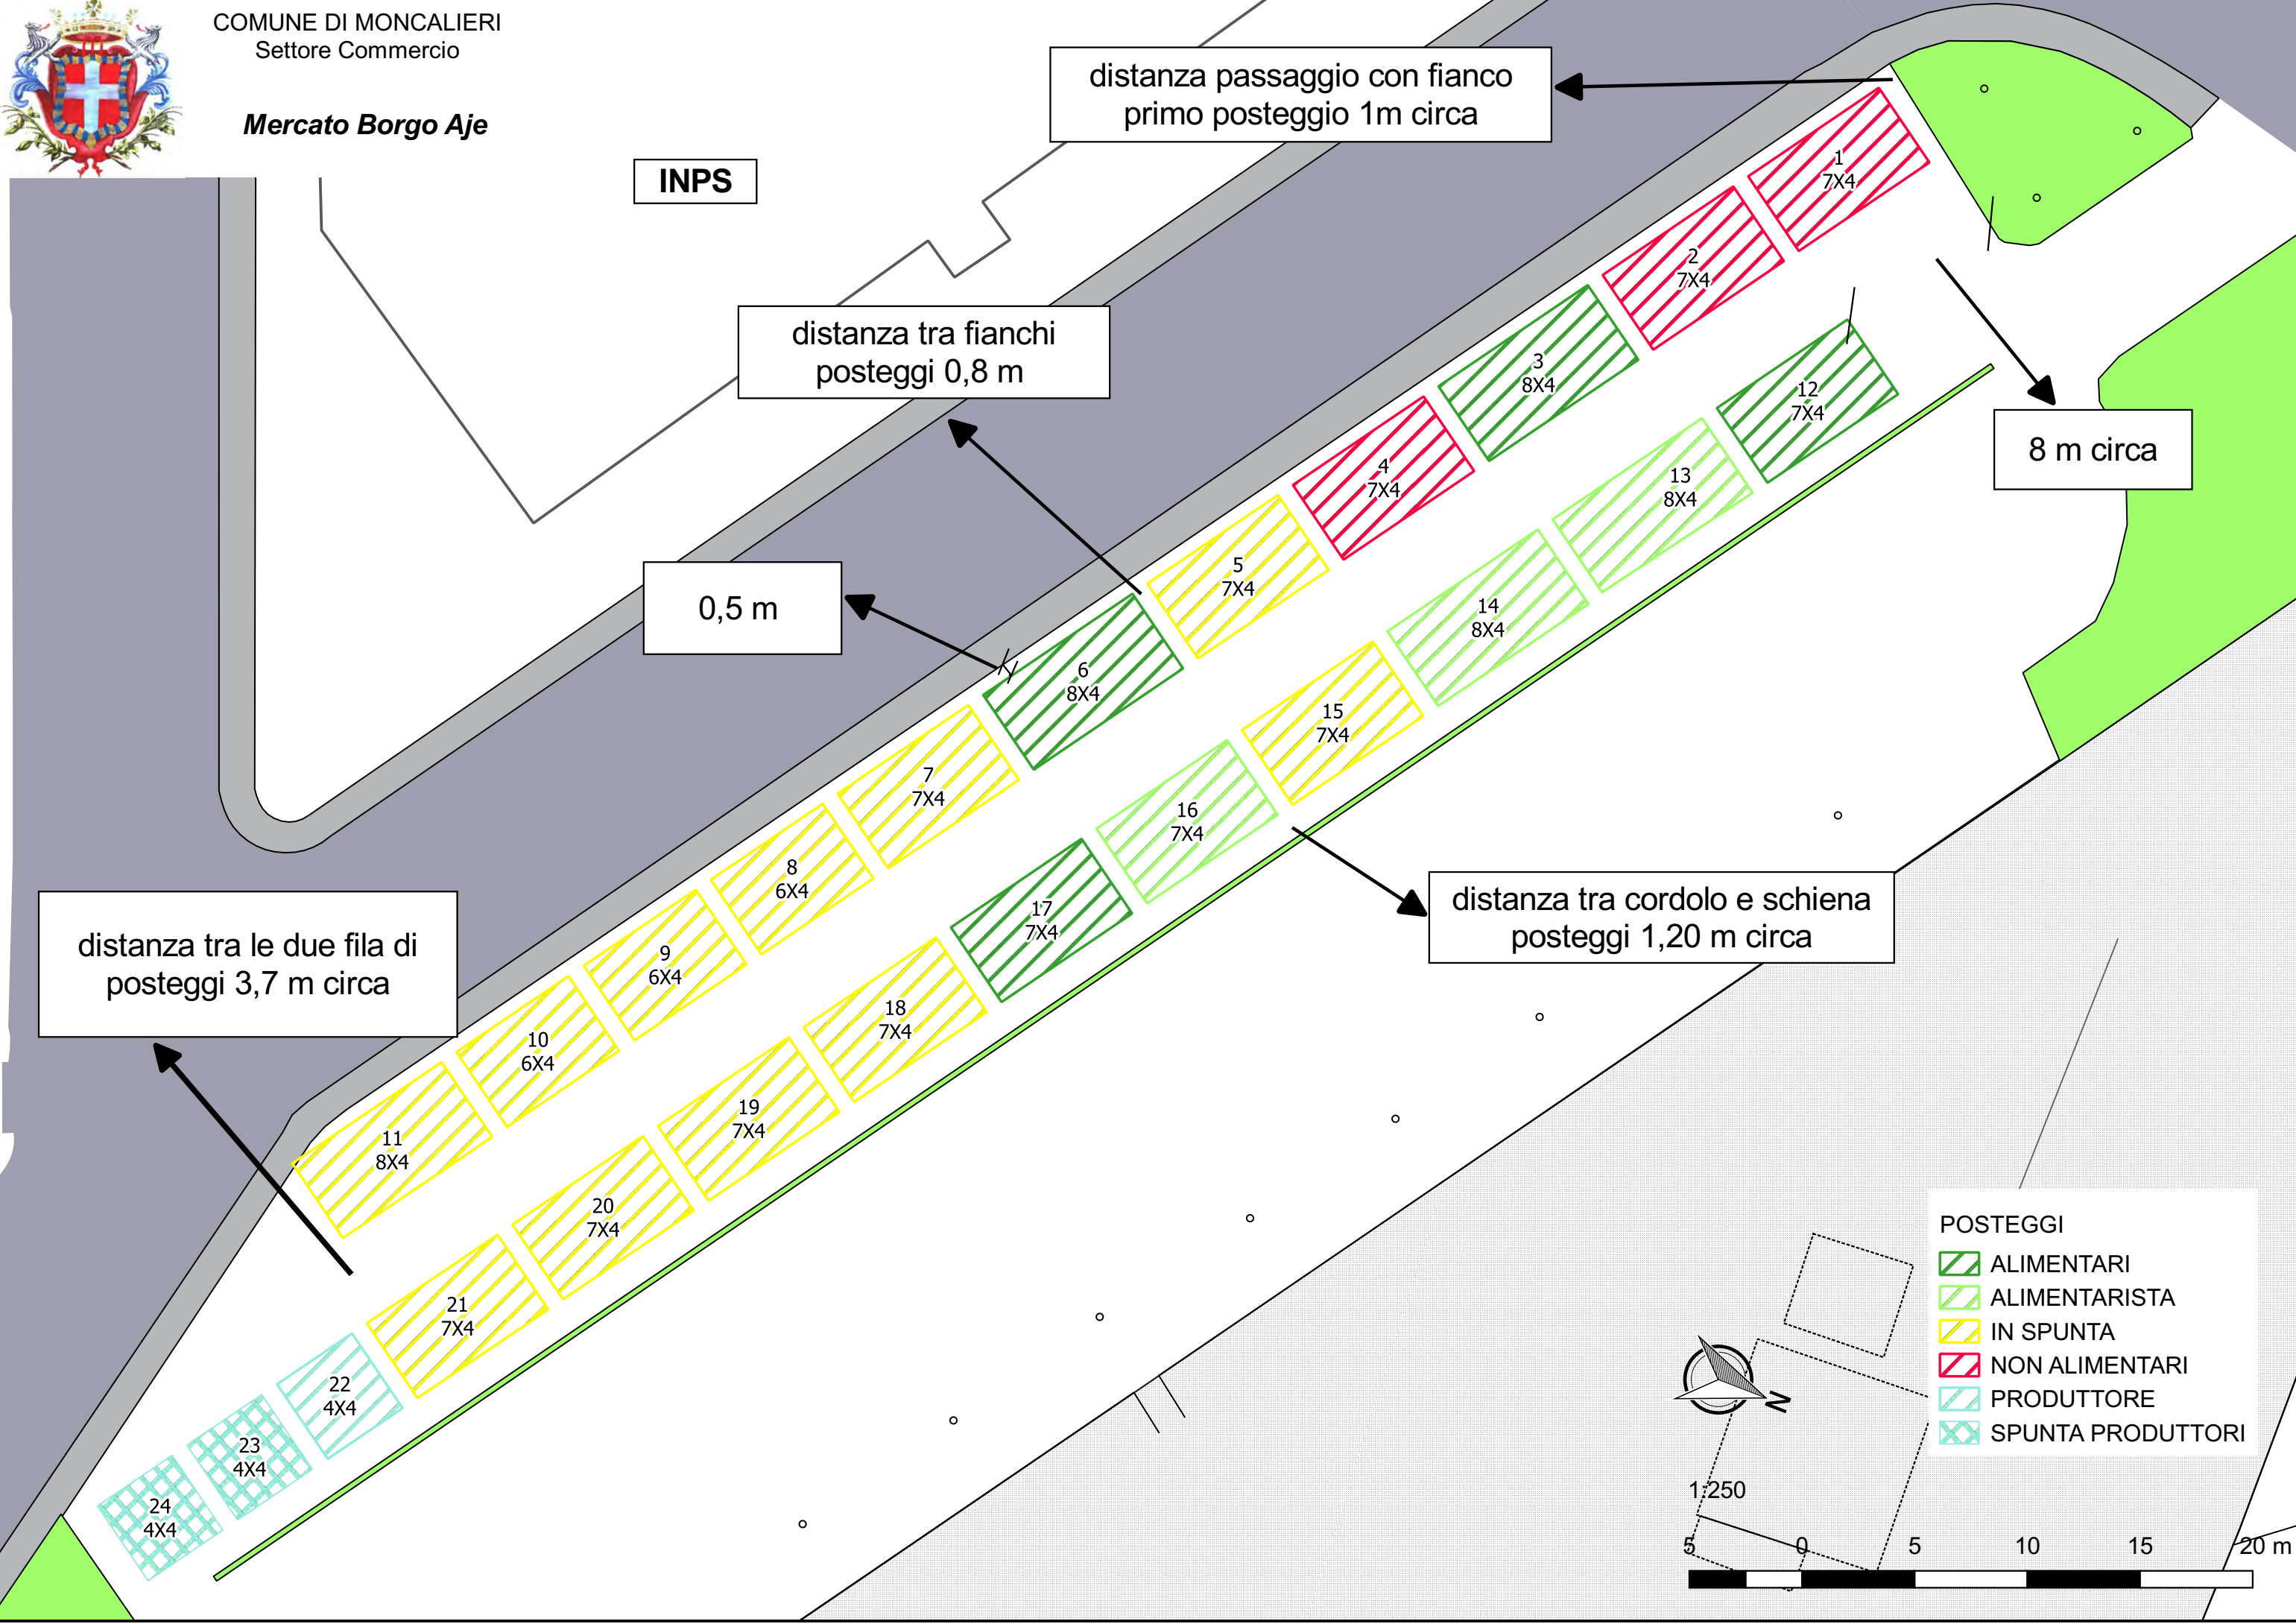 COMUNE DI MONCALIERI
Settore Commercio
Mercato Borgo Aje
INPS
distanza passaggio con fianco
primo posteggio 1m circa
distanza tra fianchi
posteggi 0,8 m
0,5 m
8 m circa
distanza tra cordolo e schiena
posteggi 1,20 m circa
distanza tra le due fila di
posteggi 3,7 m circa
1
7X4
2
7X4
3
8X4
4
7X4
5
7X4
6
8X4
7
7X4
8
6X4
9
6X4
10
6X4
11
8X4
12
7X4
13
8X4
14
8X4
15
7X4
16
7X4
17
7X4
18
7X4
19
7X4
20
7X4
21
7X4
22
4X4
23
4X4
24
4X4
POSTEGGI
ALIMENTARI
ALIMENTARISTA
IN SPUNTA
NON ALIMENTARI
PRODUTTORE
SPUNTA PRODUTTORI
N
1:250
5 0 5 10 15 20 m